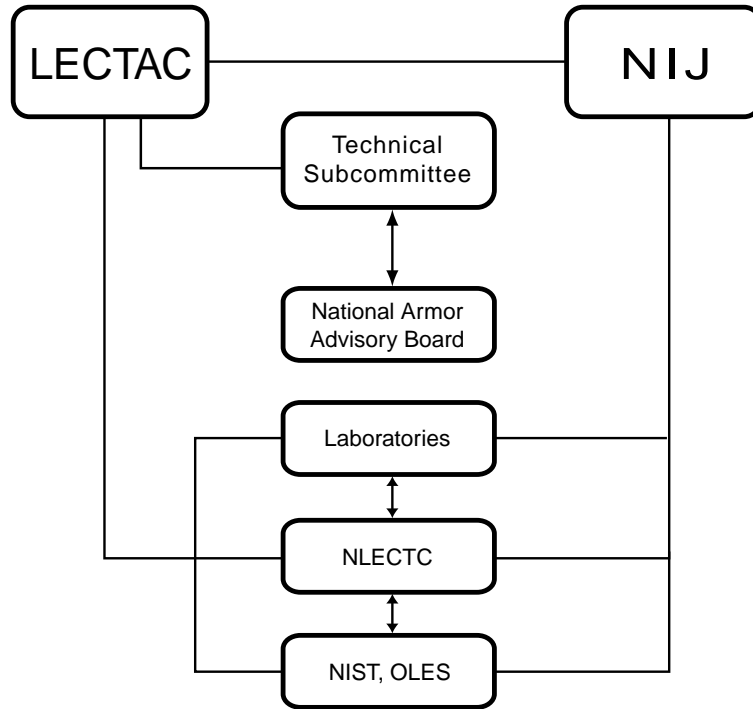 LECTAC
NIJ
Technical
Subcommittee
National Armor
Advisory Board
Laboratories
NLECTC
NIST, OLES